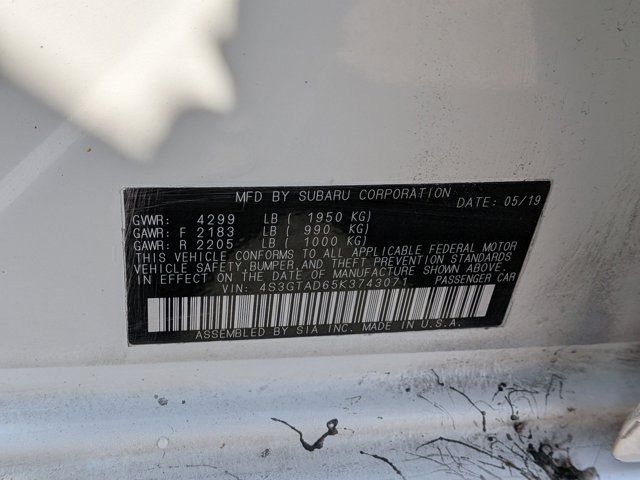 MFD BY SUBARU CORPORATION DATE: 05/19
GVWR: 4299 LB ( 1950 KG)
GAWR: F 2183 LB ( 990 KG)
GAWR: R 2205 LB ( 1000 KG)
THIS VEHICLE CONFORMS TO ALL APPLICABLE FEDERAL MOTOR
VEHICLE SAFETY, BUMPER, AND THEFT PREVENTION STANDARDS
IN EFFECT ON THE DATE OF MANUFACTURE SHOWN ABOVE.
VIN: 4S3GTAD65K3743071 PASSENGER CAR
ASSEMBLED BY SIA INC. MADE IN U.S.A.